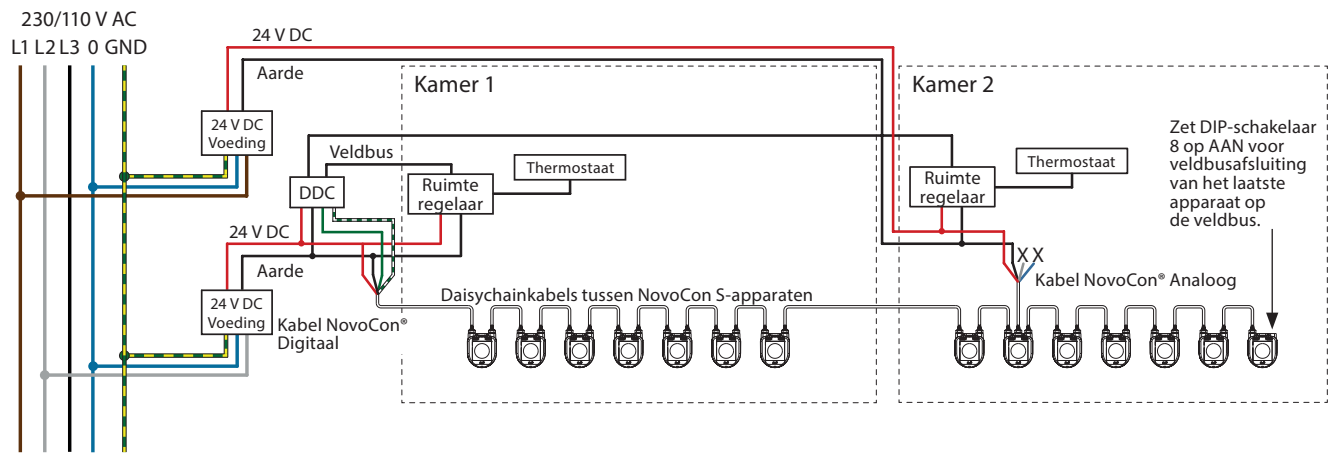 230/110 V AC
L1 L2 L3 0 GND
24 V DC
Aarde
24 V DC
Voeding
Veldbus
DDC
24 V DC
Aarde
24 V DC
Voeding
Kabel NovoCon®
Digitaal
Kamer 1
Thermostaat
Ruimte
regelaar
Daisychainkabels tussen NovoCon S-apparaten
Kamer 2
Thermostaat
Ruimte
regelaar
X X
Kabel NovoCon® Analoog
Zet DIP-schakelaar
8 op AAN voor
veldbusafsluiting
van het laatste
apparaat op
de veldbus.